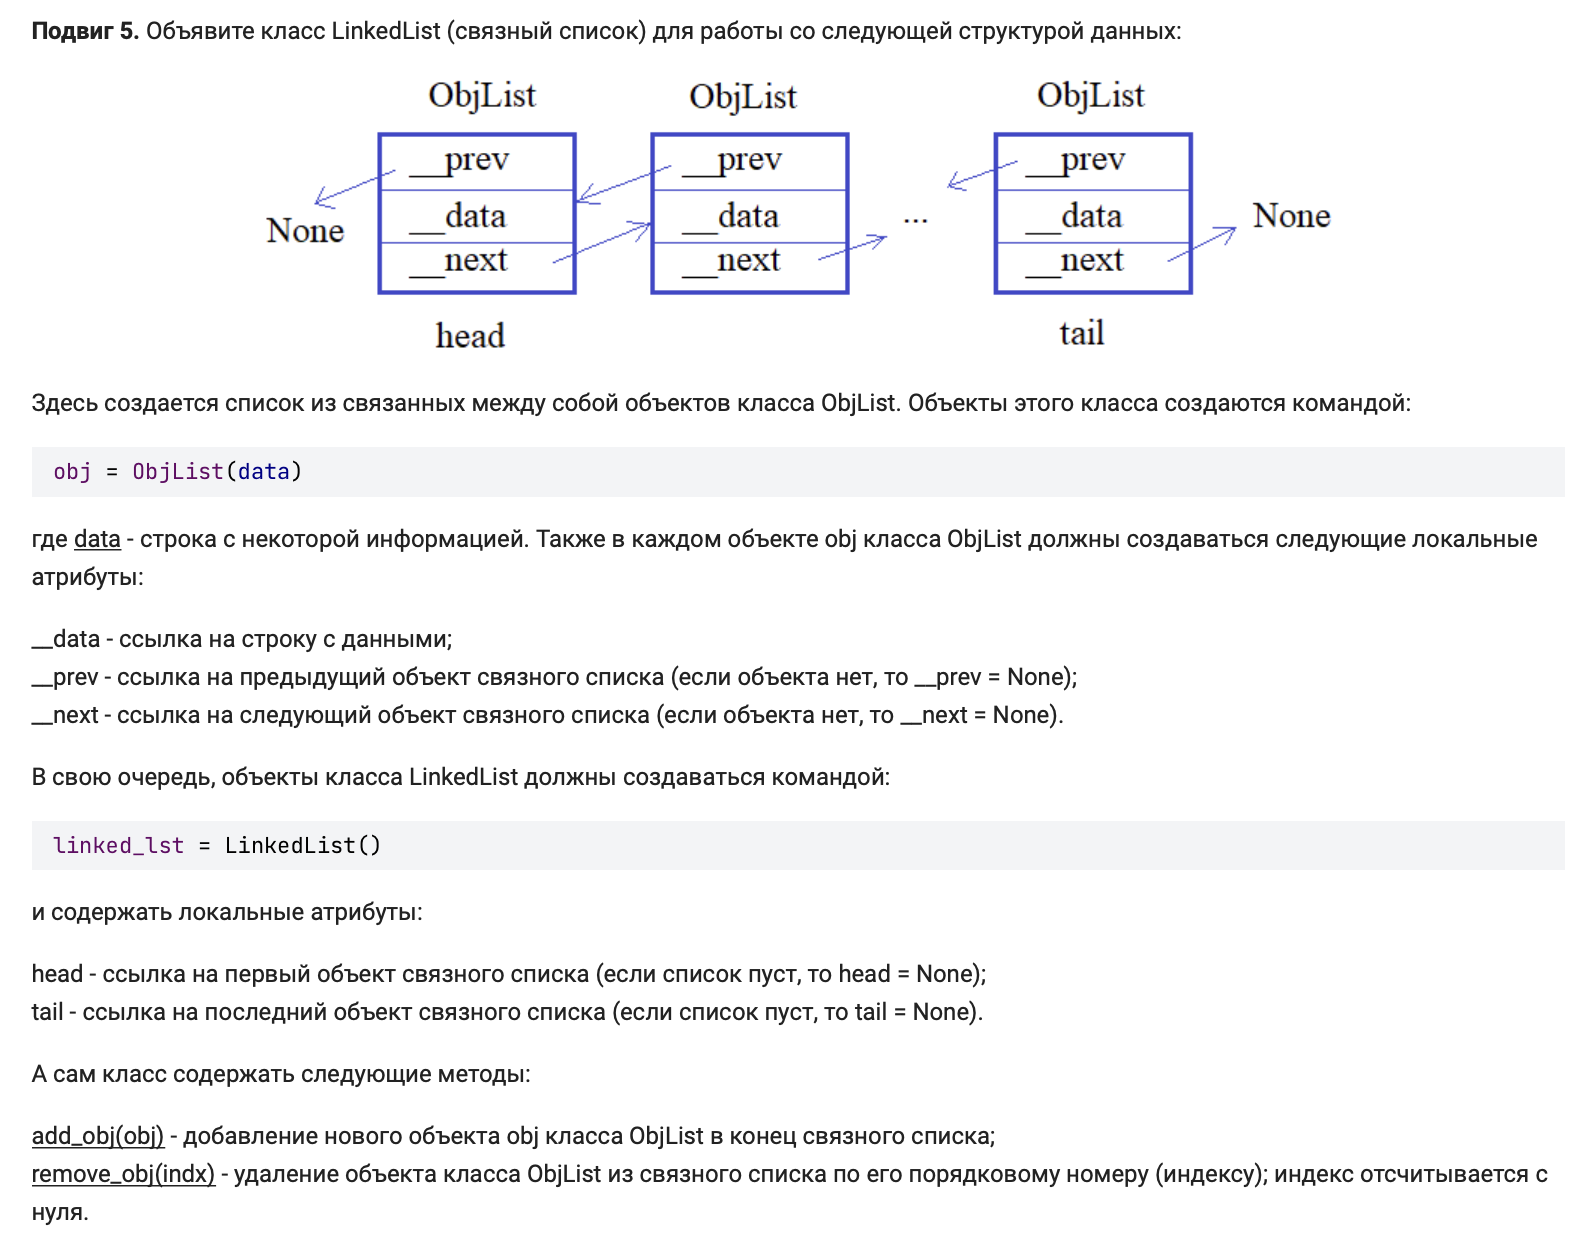 Подвиг 5. Объявите класс LinkedList (связный список) для работы со следующей структурой данных:
ObjList ObjList ObjList
__prev __prev __prev
None __data __data ... __data None
__next __next __next
head tail
Здесь создается список из связанных между собой объектов класса ObjList. Объекты этого класса создаются командой:
obj = ObjList(data)
где data - строка с некоторой информацией. Также в каждом объекте obj класса ObjList должны создаваться следующие локальные
атрибуты:
__data - ссылка на строку с данными;
__prev - ссылка на предыдущий объект связного списка (если объекта нет, то __prev = None);
__next - ссылка на следующий объект связного списка (если объекта нет, то __next = None).
В свою очередь, объекты класса LinkedList должны создаваться командой:
linked_lst = LinkedList()
и содержать локальные атрибуты:
head - ссылка на первый объект связного списка (если список пуст, то head = None);
tail - ссылка на последний объект связного списка (если список пуст, то tail = None).
А сам класс содержать следующие методы:
add_obj(obj) - добавление нового объекта obj класса ObjList в конец связного списка;
remove_obj(indx) - удаление объекта класса ObjList из связного списка по его порядковому номеру (индексу); индекс отсчитывается с
нуля.